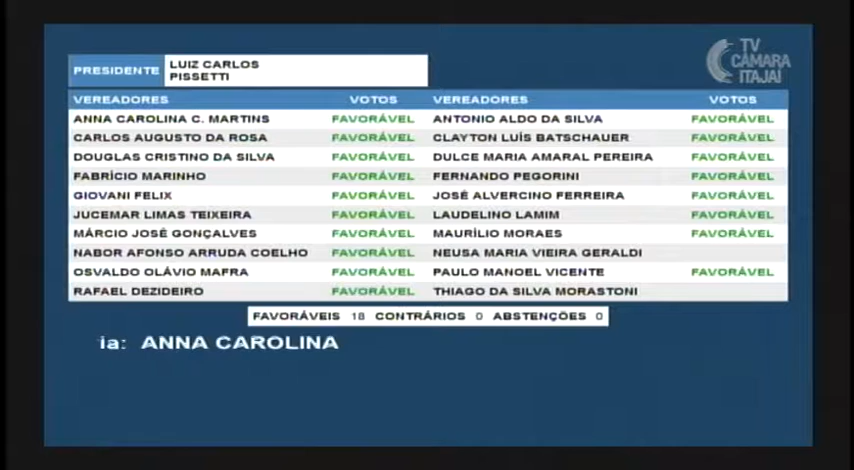 TV
CÂMARA
ITAJAÍ
PRESIDENTE LUIZ CARLOS
PISSETTI
VEREADORES VOTOS VEREADORES VOTOS
ANNA CAROLINA C. MARTINS FAVORÁVEL ANTONIO ALDO DA SILVA FAVORÁVEL
CARLOS AUGUSTO DA ROSA FAVORÁVEL CLAYTON LUÍS BATSCHAUER FAVORÁVEL
DOUGLAS CRISTINO DA SILVA FAVORÁVEL DULCE MARIA AMARAL PEREIRA FAVORÁVEL
FABRÍCIO MARINHO FAVORÁVEL FERNANDO PEGORINI FAVORÁVEL
GIOVANI FELIX FAVORÁVEL JOSÉ ALVERCINO FERREIRA FAVORÁVEL
JUCEMAR LIMAS TEIXEIRA FAVORÁVEL LAUDELINO LAMIM FAVORÁVEL
MÁRCIO JOSÉ GONÇALVES FAVORÁVEL MAURÍLIO MORAES FAVORÁVEL
NABOR AFONSO ARRUDA COELHO FAVORÁVEL NEUSA MARIA VIEIRA GERALDI
OSVALDO OLÁVIO MAFRA FAVORÁVEL PAULO MANOEL VICENTE FAVORÁVEL
RAFAEL DEZIDEIRO FAVORÁVEL THIAGO DA SILVA MORASTONI
FAVORÁVEIS 18 CONTRÁRIOS 0 ABSTENÇÕES 0
ia: ANNA CAROLINA